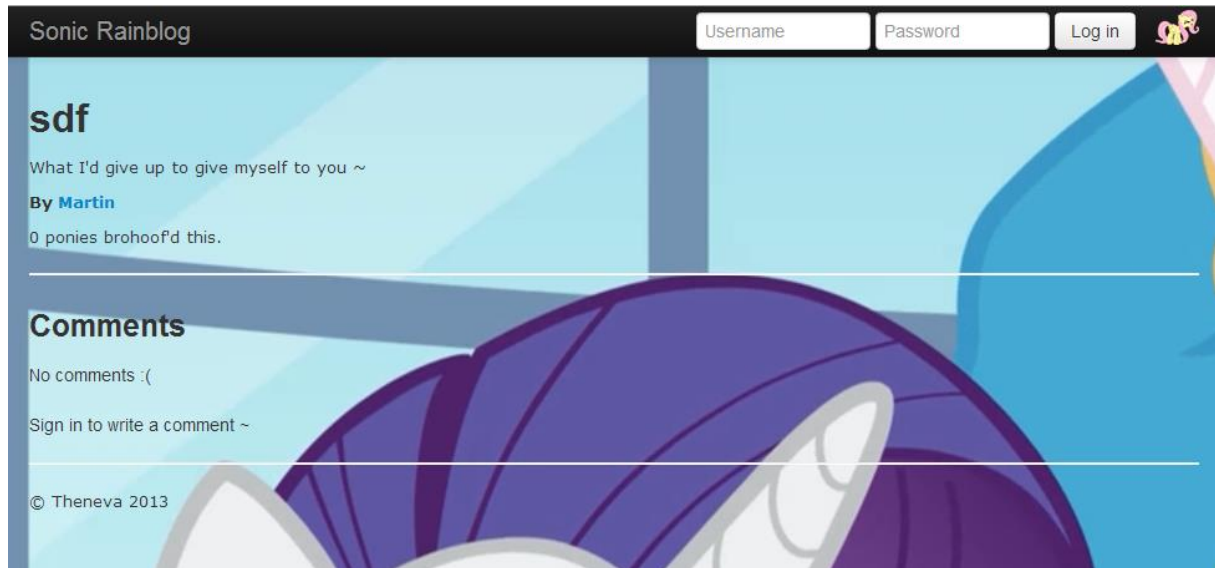 Sonic Rainblog
Username Password Log in
sdf
What I'd give up to give myself to you ~
By Martin
0 ponies brohoof'd this.
Comments
No comments :(
Sign in to write a comment ~
© Theneva 2013